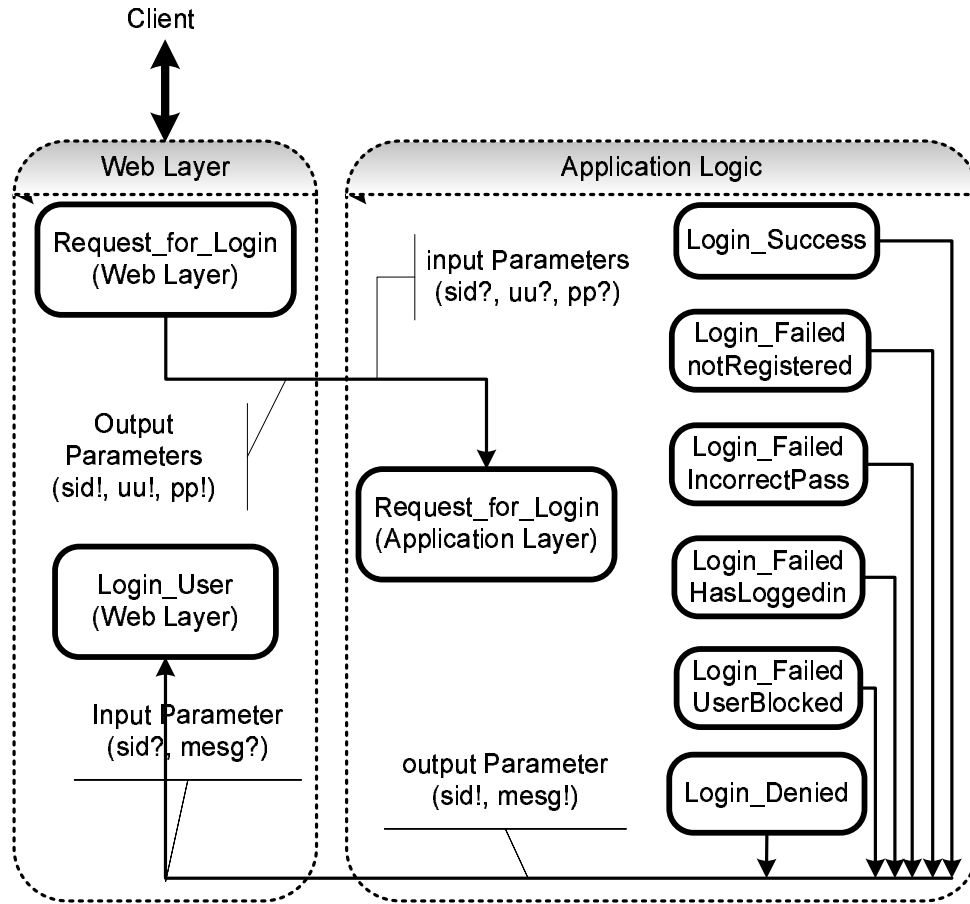 Client
Web Layer
Request_for_Login
(Web Layer)
Output
Parameters
(sid!, uu!, pp!)
Login_User
(Web Layer)
Input Parameter
(sid?, mesg?)
Application Logic
input Parameters
(sid?, uu?, pp?)
Request_for_Login
(Application Layer)
output Parameter
(sid!, mesg!)
Login_Success
Login_Failed
notRegistered
Login_Failed
IncorrectPass
Login_Failed
HasLoggedin
Login_Failed
UserBlocked
Login_Denied